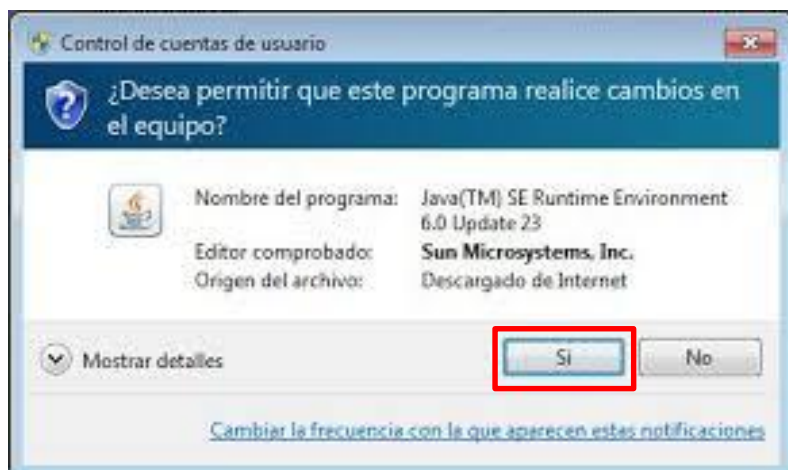 Control de cuentas de usuario
¿Desea permitir que este programa realice cambios en
el equipo?
Nombre del programa: Java(TM) SE Runtime Environment
6.0 Update 23
Editor comprobado: Sun Microsystems, Inc.
Origen del archivo: Descargado de Internet
Mostrar detalles Sí No
Cambiar la frecuencia con la que aparecen estas notificaciones